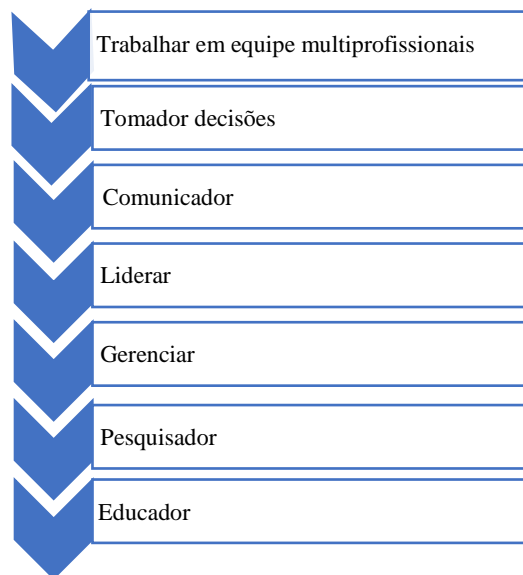 Trabalhar em equipe multiprofissionais
Tomador decisões
Comunicador
Liderar
Gerenciar
Pesquisador
Educador